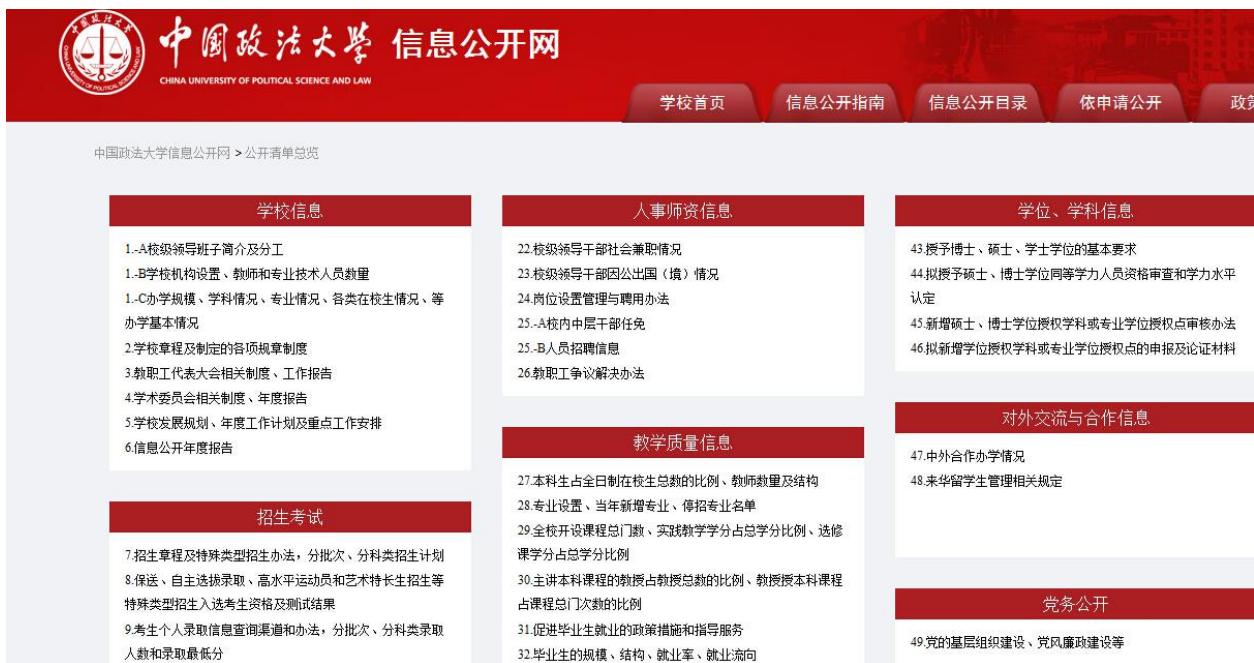 中国政法大学 信息公开网
CHINA UNIVERSITY OF POLITICAL SCIENCE AND LAW
学校首页
信息公开指南
信息公开目录
依申请公开
政策
中国政法大学信息公开网 > 公开清单总览
学校信息
1.-A校级领导班子简介及分工
1.-B学校机构设置、教师和专业技术人员数量
1.-C办学规模、学科情况、专业情况、各类在校生情况、等
办学基本情况
2.学校章程及制定的各项规章制度
3.教职工代表大会相关制度、工作报告
4.学术委员会相关制度、年度报告
5.学校发展规划、年度工作计划及重点工作安排
6.信息公开年度报告
招生考试
7.招生章程及特殊类型招生办法，分批次、分科类招生计划
8.保送、自主选拔录取、高水平运动员和艺术特长生招生等
特殊类型招生入选考生资格及测试结果
9.考生个人录取信息查询渠道和办法，分批次、分科类录取
人数和录取最低分
人事师资信息
22.校级领导干部社会兼职情况
23.校级领导干部因公出国（境）情况
24.岗位设置管理与聘用办法
25.-A校内中层干部任免
25.-B人员招聘信息
26.教职工争议解决办法
教学质量信息
27.本科生占全日制在校生总数的比例、教师数量及结构
28.专业设置、当年新增专业、停招专业名单
29.全校开设课程总门数、实践教学学分占总学分比例、选修
课学分占总学分比例
30.主讲本科课程的教授占教授总数的比例、教授授本科课程
占课程总门次数的比例
31.促进毕业生就业的政策措施和指导服务
32.毕业生的规模、结构、就业率、就业流向
学位、学科信息
43.授予博士、硕士、学士学位的基本要求
44.拟授予硕士、博士学位同等学力人员资格审查和学力水平
认定
45.新增硕士、博士学位授权学科或专业学位授权点审核办法
46.拟新增学位授权学科或专业学位授权点的申报及论证材料
对外交流与合作信息
47.中外合作办学情况
48.来华留学生管理相关规定
党务公开
49.党的基层组织建设、党风廉政建设等